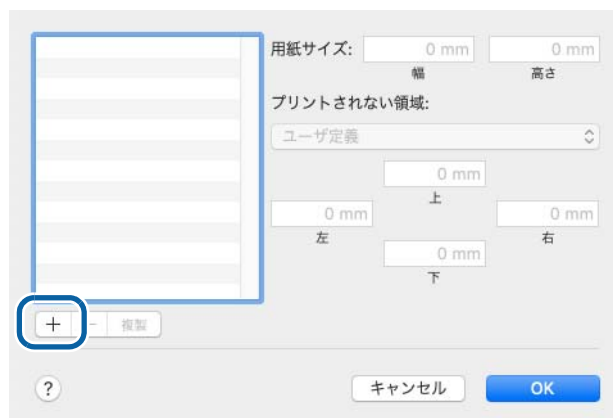 用紙サイズ: 0 mm 0 mm
幅 高さ
プリントされない領域:
ユーザ定義
0 mm
上
0 mm 0 mm
左 右
0 mm
下
+ − 複製
? キャンセル OK